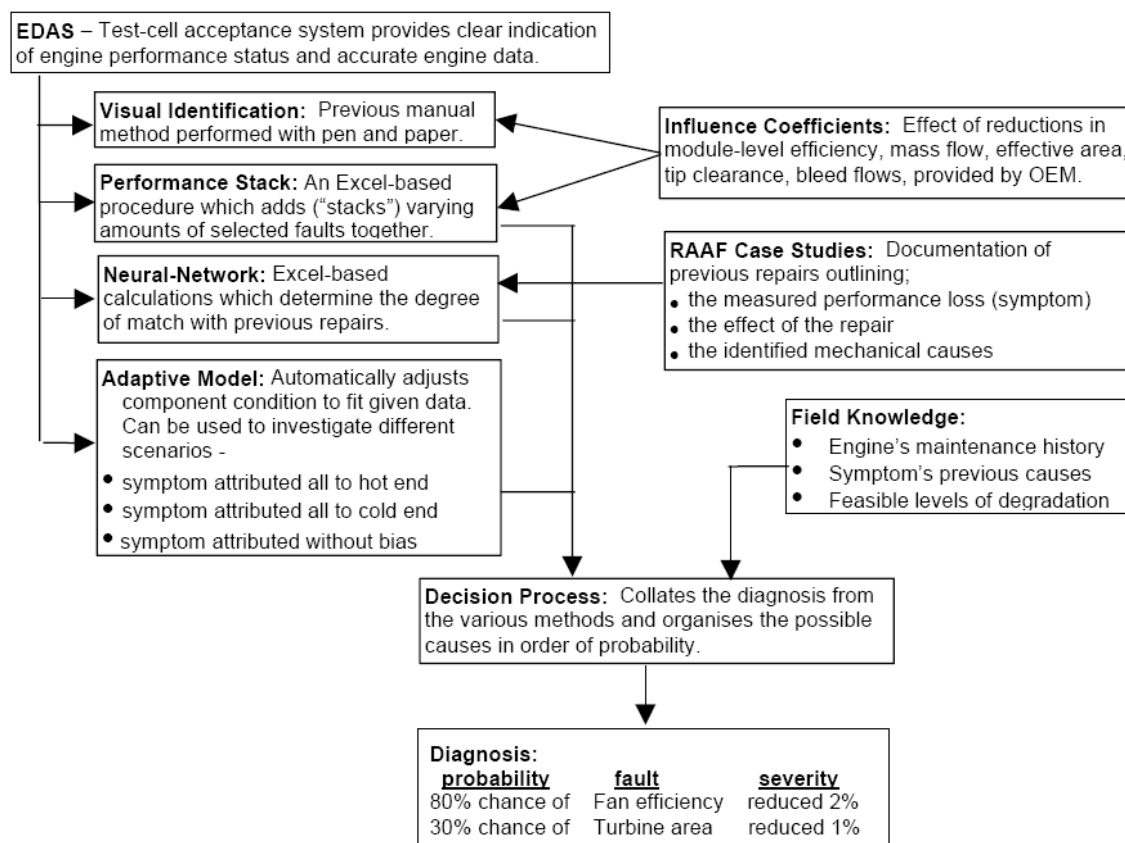 EDAS – Test-cell acceptance system provides clear indication
of engine performance status and accurate engine data.
Visual Identification: Previous manual
method performed with pen and paper.
Performance Stack: An Excel-based
procedure which adds (“stacks”) varying
amounts of selected faults together.
Neural-Network: Excel-based
calculations which determine the degree
of match with previous repairs.
Adaptive Model: Automatically adjusts
component condition to fit given data.
Can be used to investigate different
scenarios -
• symptom attributed all to hot end
• symptom attributed all to cold end
• symptom attributed without bias
Influence Coefficients: Effect of reductions in
module-level efficiency, mass flow, effective area,
tip clearance, bleed flows, provided by OEM.
RAAF Case Studies: Documentation of
previous repairs outlining;
• the measured performance loss (symptom)
• the effect of the repair
• the identified mechanical causes
Field Knowledge:
• Engine’s maintenance history
• Symptom’s previous causes
• Feasible levels of degradation
Decision Process: Collates the diagnosis from
the various methods and organises the possible
causes in order of probability.
Diagnosis:
probability fault severity
80% chance of Fan efficiency reduced 2%
30% chance of Turbine area reduced 1%